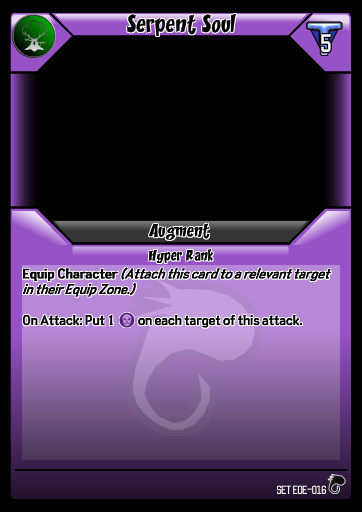 Serpent Soul
5
Augment
Hyper Rank
Equip Character (Attach this card to a relevant target
in their Equip Zone.)
On Attack: Put 1 on each target of this attack.
SET EOE-016